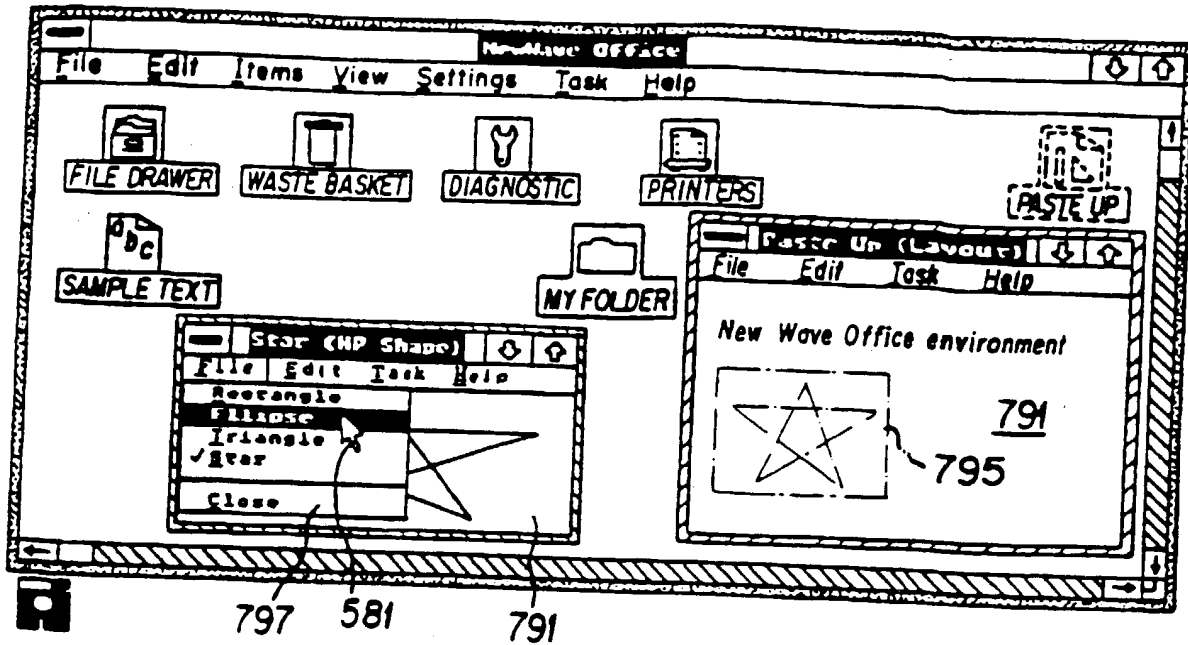 NewWave Office
File Edit Items View Settings Task Help
FILE DRAWER WASTE BASKET DIAGNOSTIC PRINTERS PASTE UP
abc
SAMPLE TEXT MY FOLDER
Paste Up (Layout)
File Edit Task Help
New Wave Office environment
791
795
Star (HP Shape)
File Edit Task Help
Rectangle
Ellipse
Triangle
✓Star
Close
797 581 791